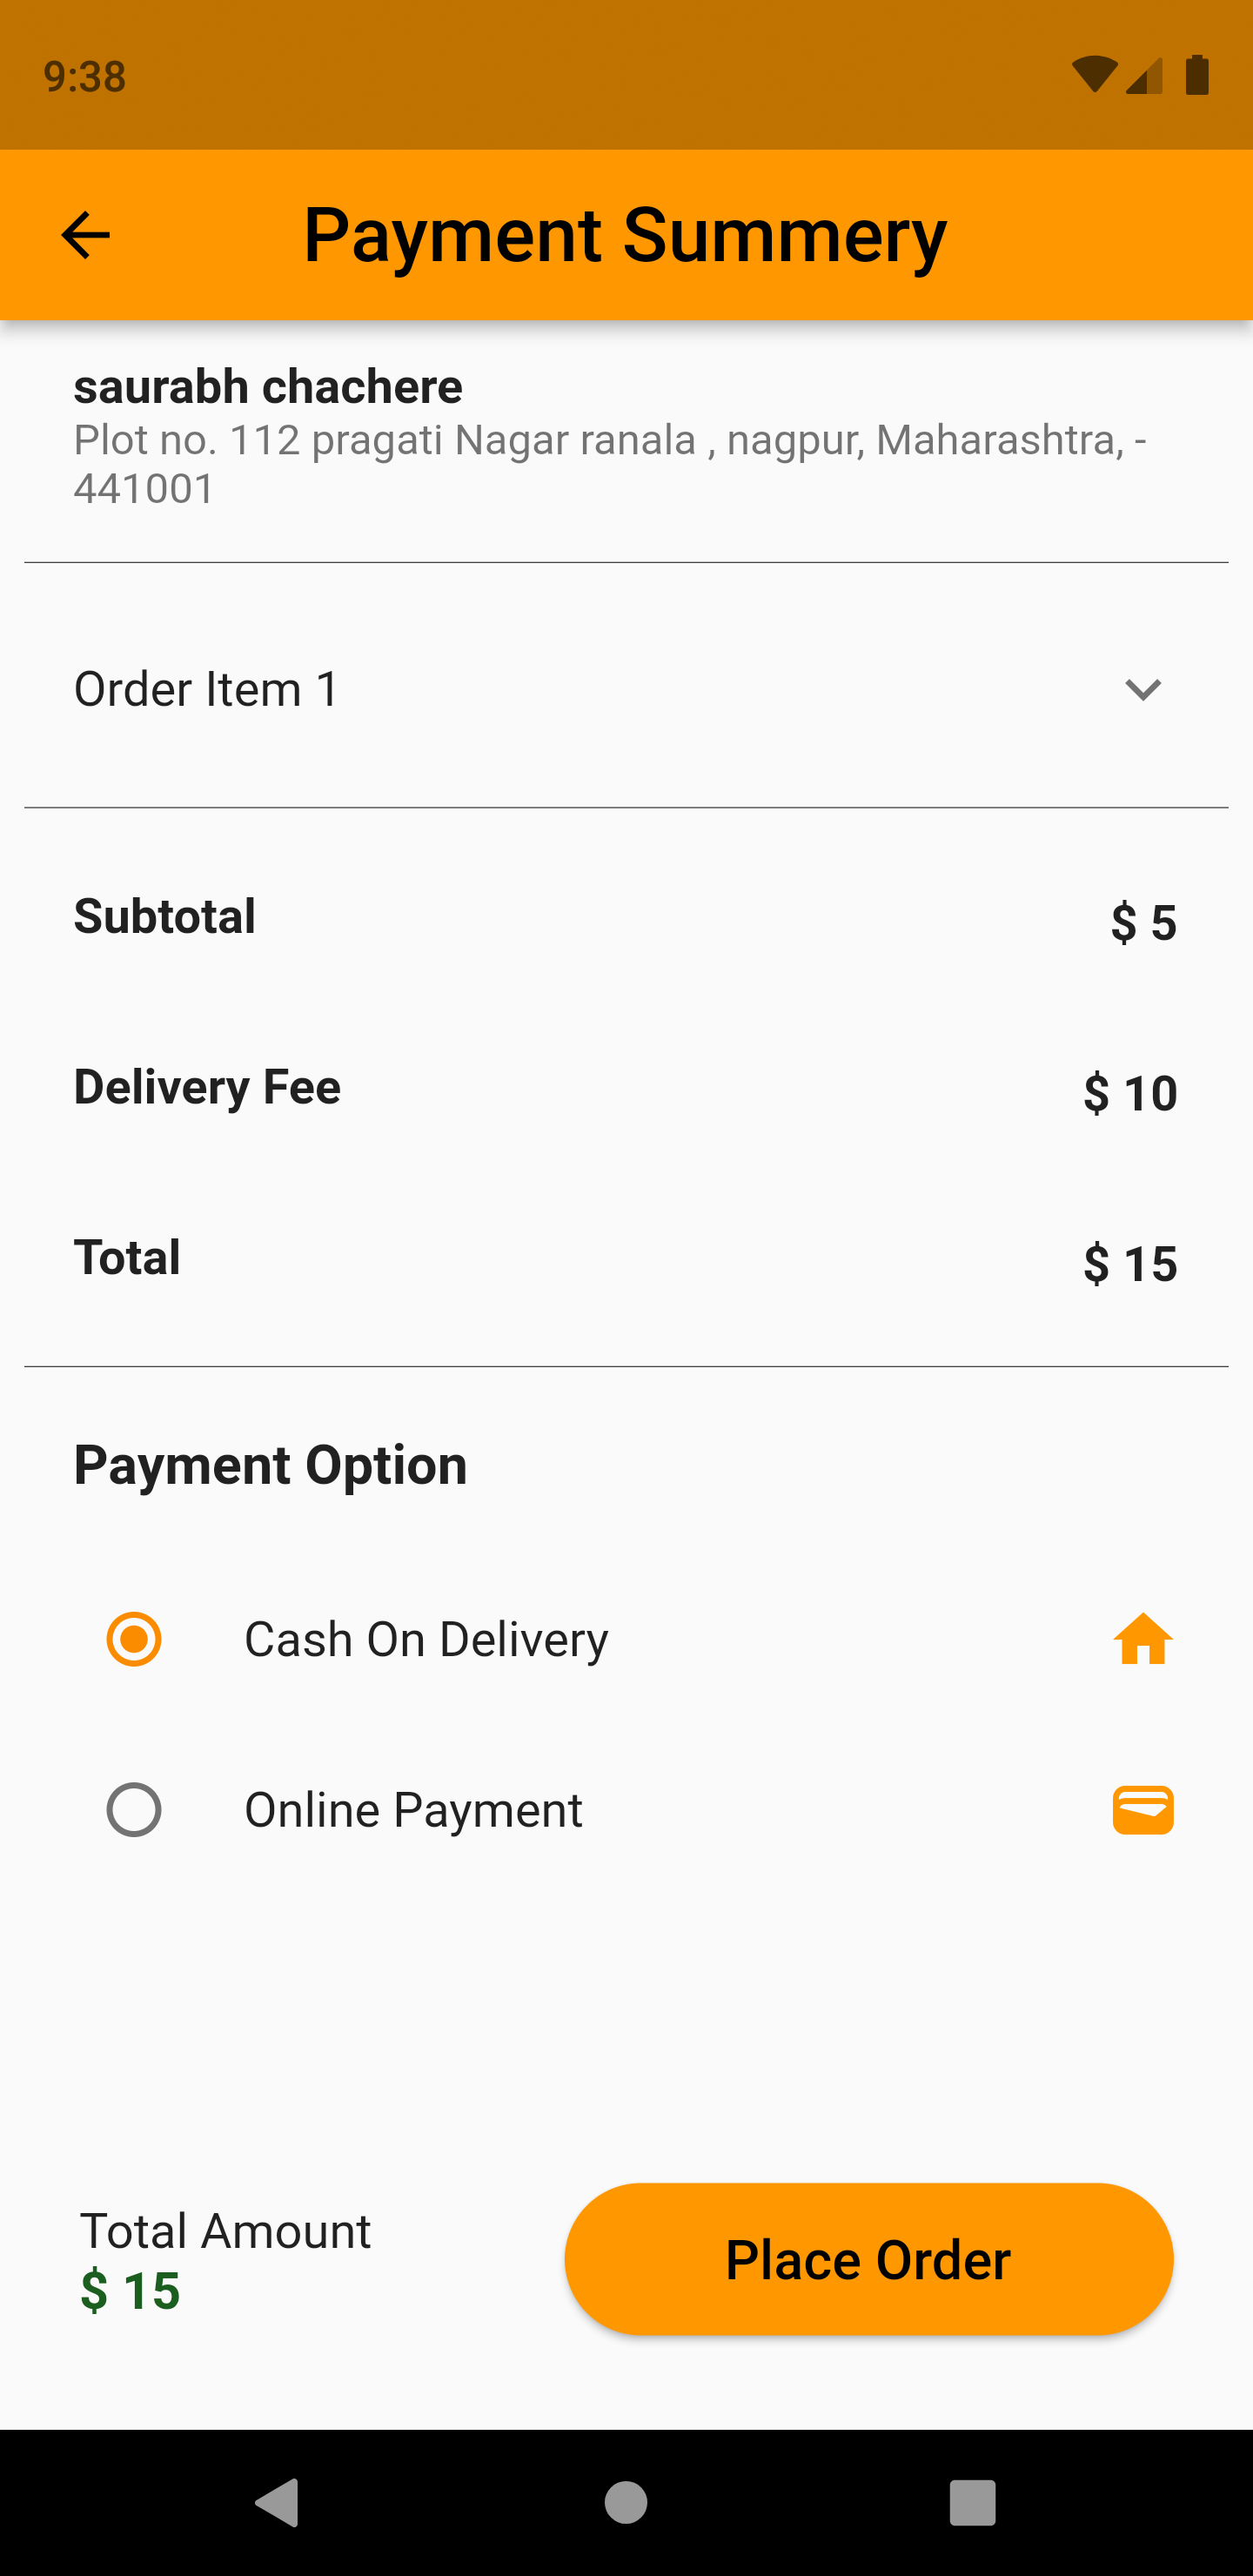 9:38
Payment Summery
saurabh chachere
Plot no. 112 pragati Nagar ranala , nagpur, Maharashtra, -
441001
Order Item 1
Subtotal $ 5
Delivery Fee $ 10
Total $ 15
Payment Option
Cash On Delivery
Online Payment
Total Amount
$ 15
Place Order